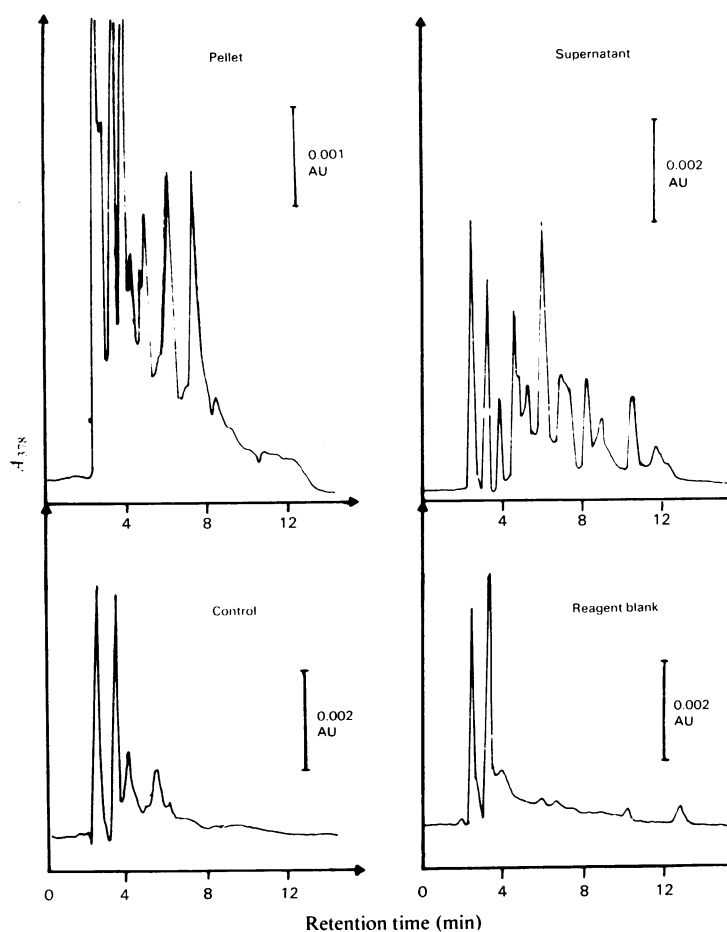 Pellet
0.001
AU
4
8
12
Supernatant
0.002
AU
4
8
12
A378
Control
0.002
AU
0
4
8
12
Reagent blank
0.002
AU
0
4
8
12
Retention time (min)